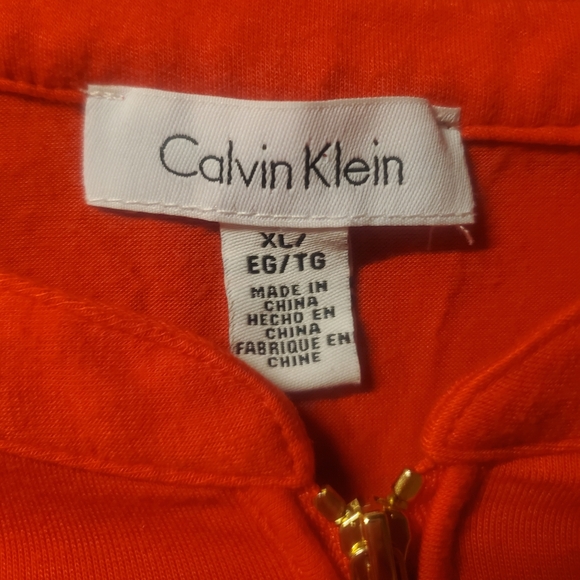 Calvin Klein
XL/
EG/TG
MADE IN
CHINA
HECHO EN
CHINA
FABRIQUE EN
CHINE